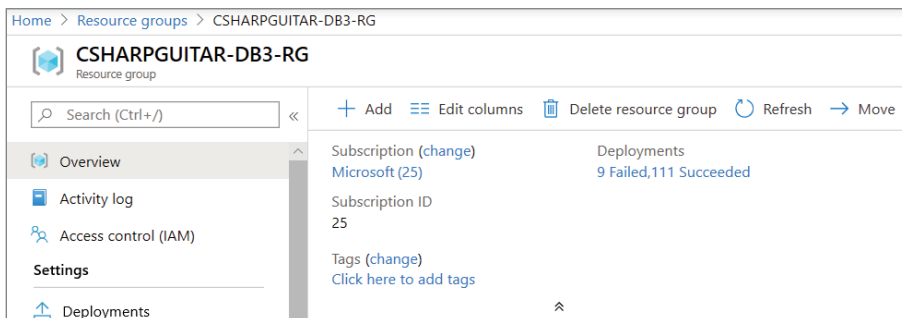 Home > Resource groups > CSHARPGUITAR-DB3-RG
CSHARPGUITAR-DB3-RG
Resource group
Search (Ctrl+/)
«
Overview
Activity log
Access control (IAM)
Settings
Deployments
Add
Edit columns
Delete resource group
Refresh
Move
Subscription (change)
Microsoft (25)
Subscription ID
25
Tags (change)
Click here to add tags
Deployments
9 Failed,111 Succeeded